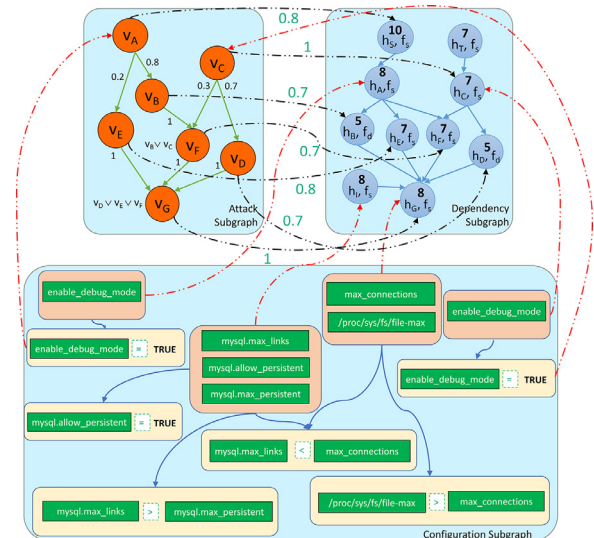 0.8
V_A
10
h_S, f_s
7
h_T, f_s
1
0.2
0.8
V_C
8
h_A, f_s
7
h_C, f_s
V_B
0.3
0.7
0.7
5
h_B, f_d
7
h_E, f_s
7
h_F, f_s
V_E
1
V_B ∨ V_C
V_F
0.7
5
h_D, f_d
1
1
1
V_D
0.8
8
h_I, f_s
8
h_G, f_s
V_D ∨ V_E ∨ V_F
V_G
Attack
Subgraph
0.7
Dependency
Subgraph
1
enable_debug_mode
max_connections
/proc/sys/fs/file-max
enable_debug_mode
enable_debug_mode = TRUE
mysql.max_links
mysql.allow_persistent
mysql.max_persistent
enable_debug_mode = TRUE
mysql.allow_persistent = TRUE
mysql.max_links < max_connections
mysql.max_links > mysql.max_persistent
/proc/sys/fs/file-max > max_connections
Configuration Subgraph